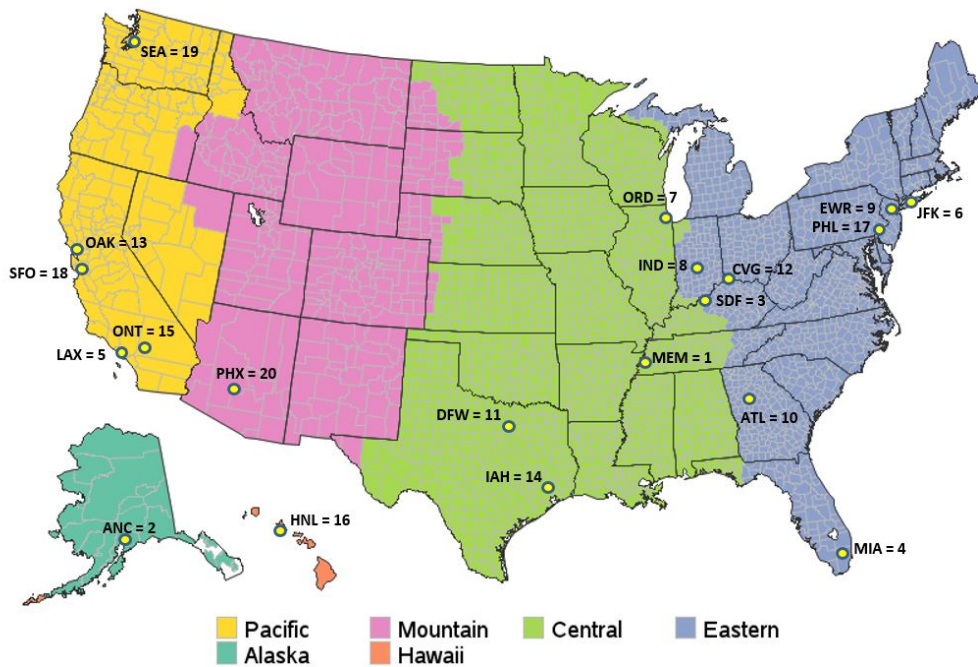 SEA = 19
ORD = 7
EWR = 9
JFK = 6
PHL = 17
OAK = 13
SFO = 18
IND = 8
CVG = 12
SDF = 3
ONT = 15
LAX = 5
MEM = 1
PHX = 20
DFW = 11
ATL = 10
IAH = 14
HNL = 16
ANC = 2
MIA = 4
Pacific
Mountain
Central
Eastern
Alaska
Hawaii